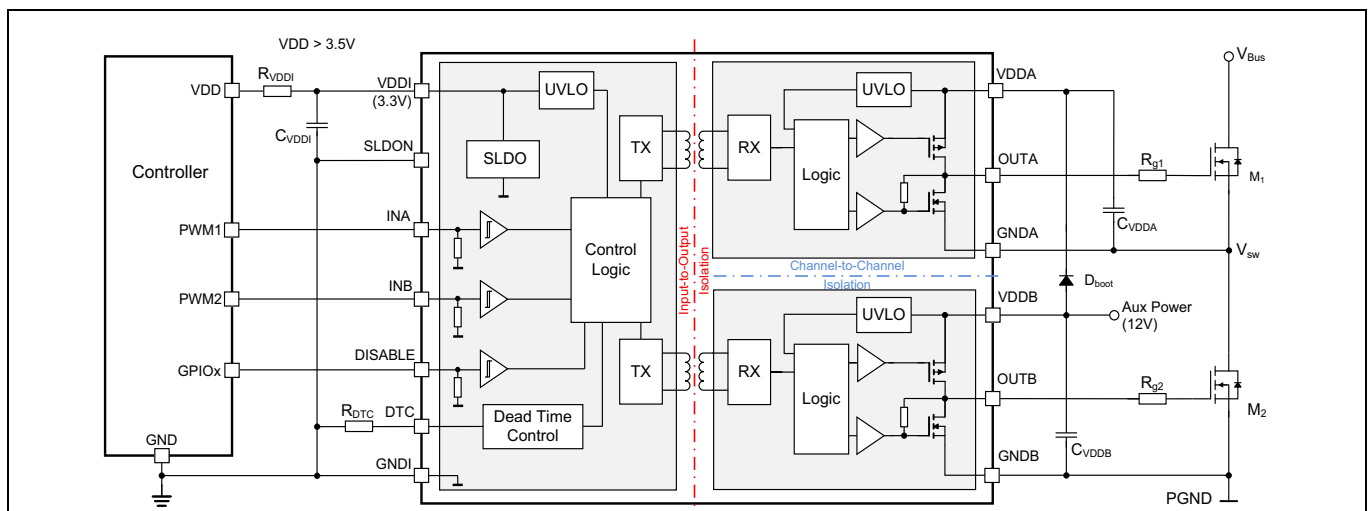 VDD > 3.5V
Controller
VDD
PWM1
PWM2
GPIOx
GND
RVDDI
CVDDI
RDTC
VDDI
(3.3V)
SLDON
INA
INB
DISABLE
DTC
GNDI
UVLO
SLDO
TX
Control
Logic
TX
Dead Time
Control
Input-to-Output
Isolation
Channel-to-Channel
Isolation
UVLO
RX
Logic
UVLO
RX
Logic
VDDA
OUTA
GNDA
VDDB
OUTB
GNDB
VBus
Rg1
M1
CVDDA
Vsw
Dboot
Aux Power
(12V)
Rg2
M2
CVDDB
PGND